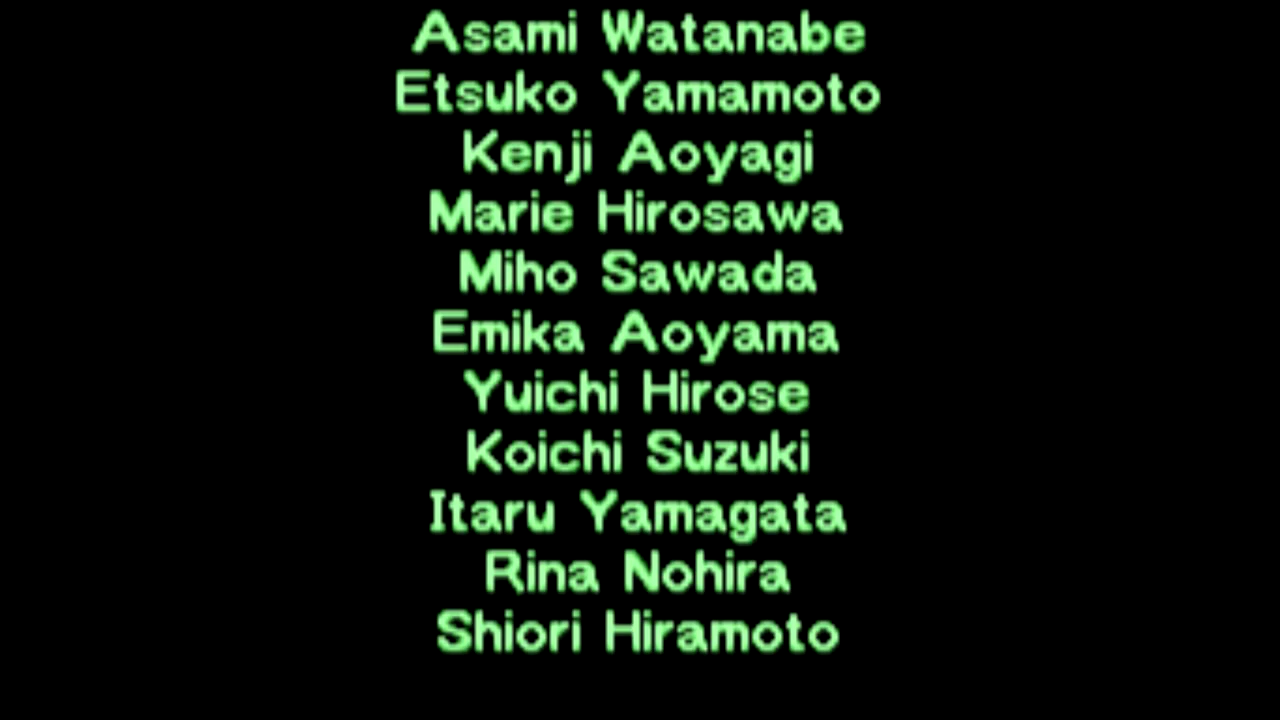 Asami Watanabe
Etsuko Yamamoto
Kenji Aoyagi
Marie Hirosawa
Miho Sawada
Emika Aoyama
Yuichi Hirose
Koichi Suzuki
Itaru Yamagata
Rina Nohira
Shiori Hiramoto